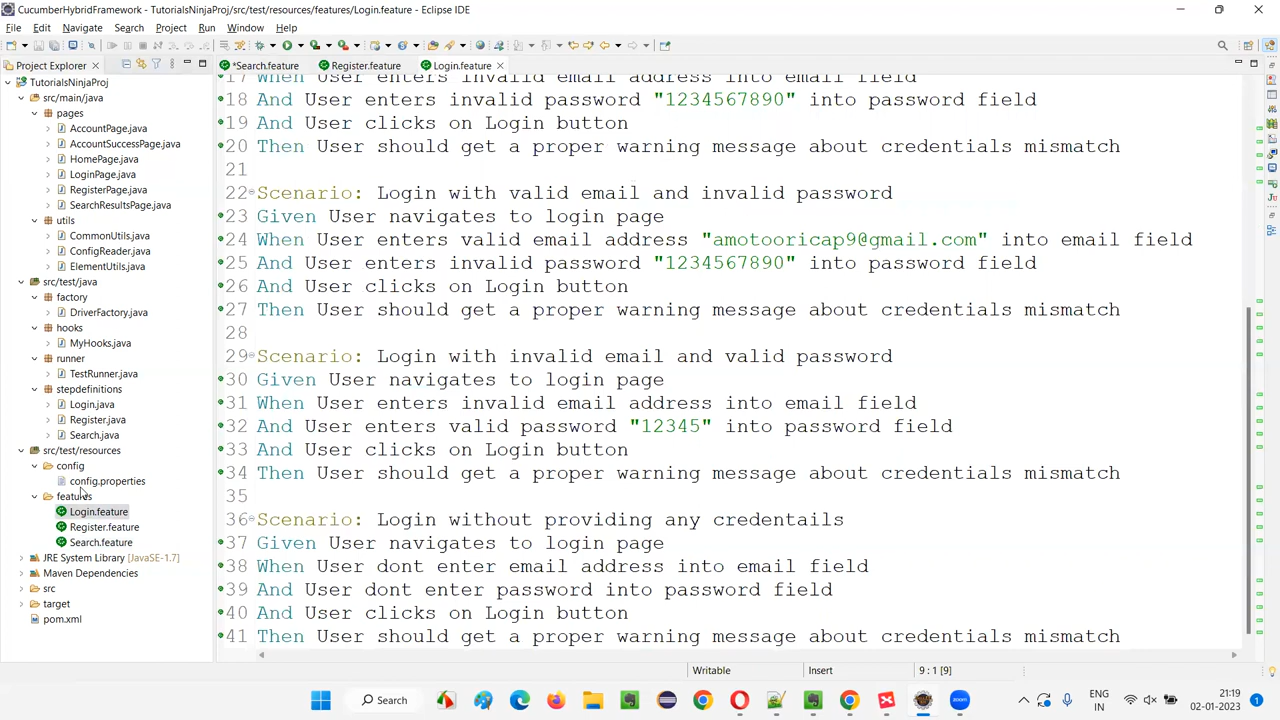 CucumberHybridFramework - TutorialsNinjaProj/src/test/resources/features/Login.feature - Eclipse IDE
File Edit Navigate Search Project Run Window Help
Project Explorer
*Search.feature Register.feature Login.feature
TutorialsNinjaProj
src/main/java
pages
AccountPage.java
AccountSuccessPage.java
HomePage.java
LoginPage.java
RegisterPage.java
SearchResultsPage.java
utils
CommonUtils.java
ConfigReader.java
ElementUtils.java
src/test/java
factory
DriverFactory.java
hooks
MyHooks.java
runner
TestRunner.java
stepdefinitions
Login.java
Register.java
Search.java
src/test/resources
config
config.properties
features
Login.feature
Register.feature
Search.feature
JRE System Library [JavaSE-1.7]
Maven Dependencies
src
target
pom.xml
17 When User enters invalid email address into email field
18 And User enters invalid password "1234567890" into password field
19 And User clicks on Login button
20 Then User should get a proper warning message about credentials mismatch
21
22 Scenario: Login with valid email and invalid password
23 Given User navigates to login page
24 When User enters valid email address "amotooricap9@gmail.com" into email field
25 And User enters invalid password "1234567890" into password field
26 And User clicks on Login button
27 Then User should get a proper warning message about credentials mismatch
28
29 Scenario: Login with invalid email and valid password
30 Given User navigates to login page
31 When User enters invalid email address into email field
32 And User enters valid password "12345" into password field
33 And User clicks on Login button
34 Then User should get a proper warning message about credentials mismatch
35
36 Scenario: Login without providing any credentails
37 Given User navigates to login page
38 When User dont enter email address into email field
39 And User dont enter password into password field
40 And User clicks on Login button
41 Then User should get a proper warning message about credentials mismatch
Writable Insert 9 : 1 [9]
Search
ENG
IN
21:19
02-01-2023
1